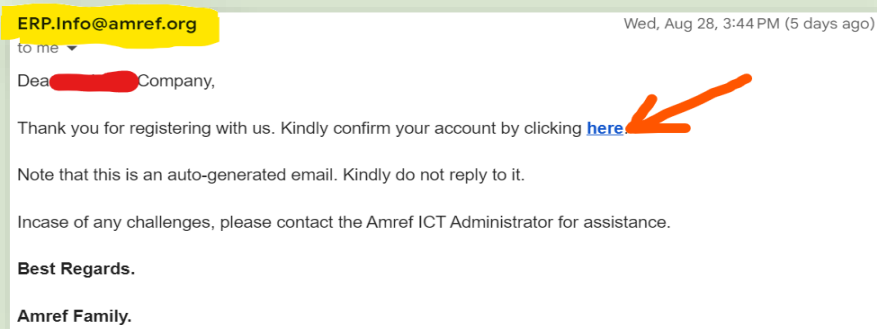 ERP.Info@amref.org
Wed, Aug 28, 3:44 PM (5 days ago)
to me
Dea Company,
Thank you for registering with us. Kindly confirm your account by clicking here.
Note that this is an auto-generated email. Kindly do not reply to it.
Incase of any challenges, please contact the Amref ICT Administrator for assistance.
Best Regards.
Amref Family.